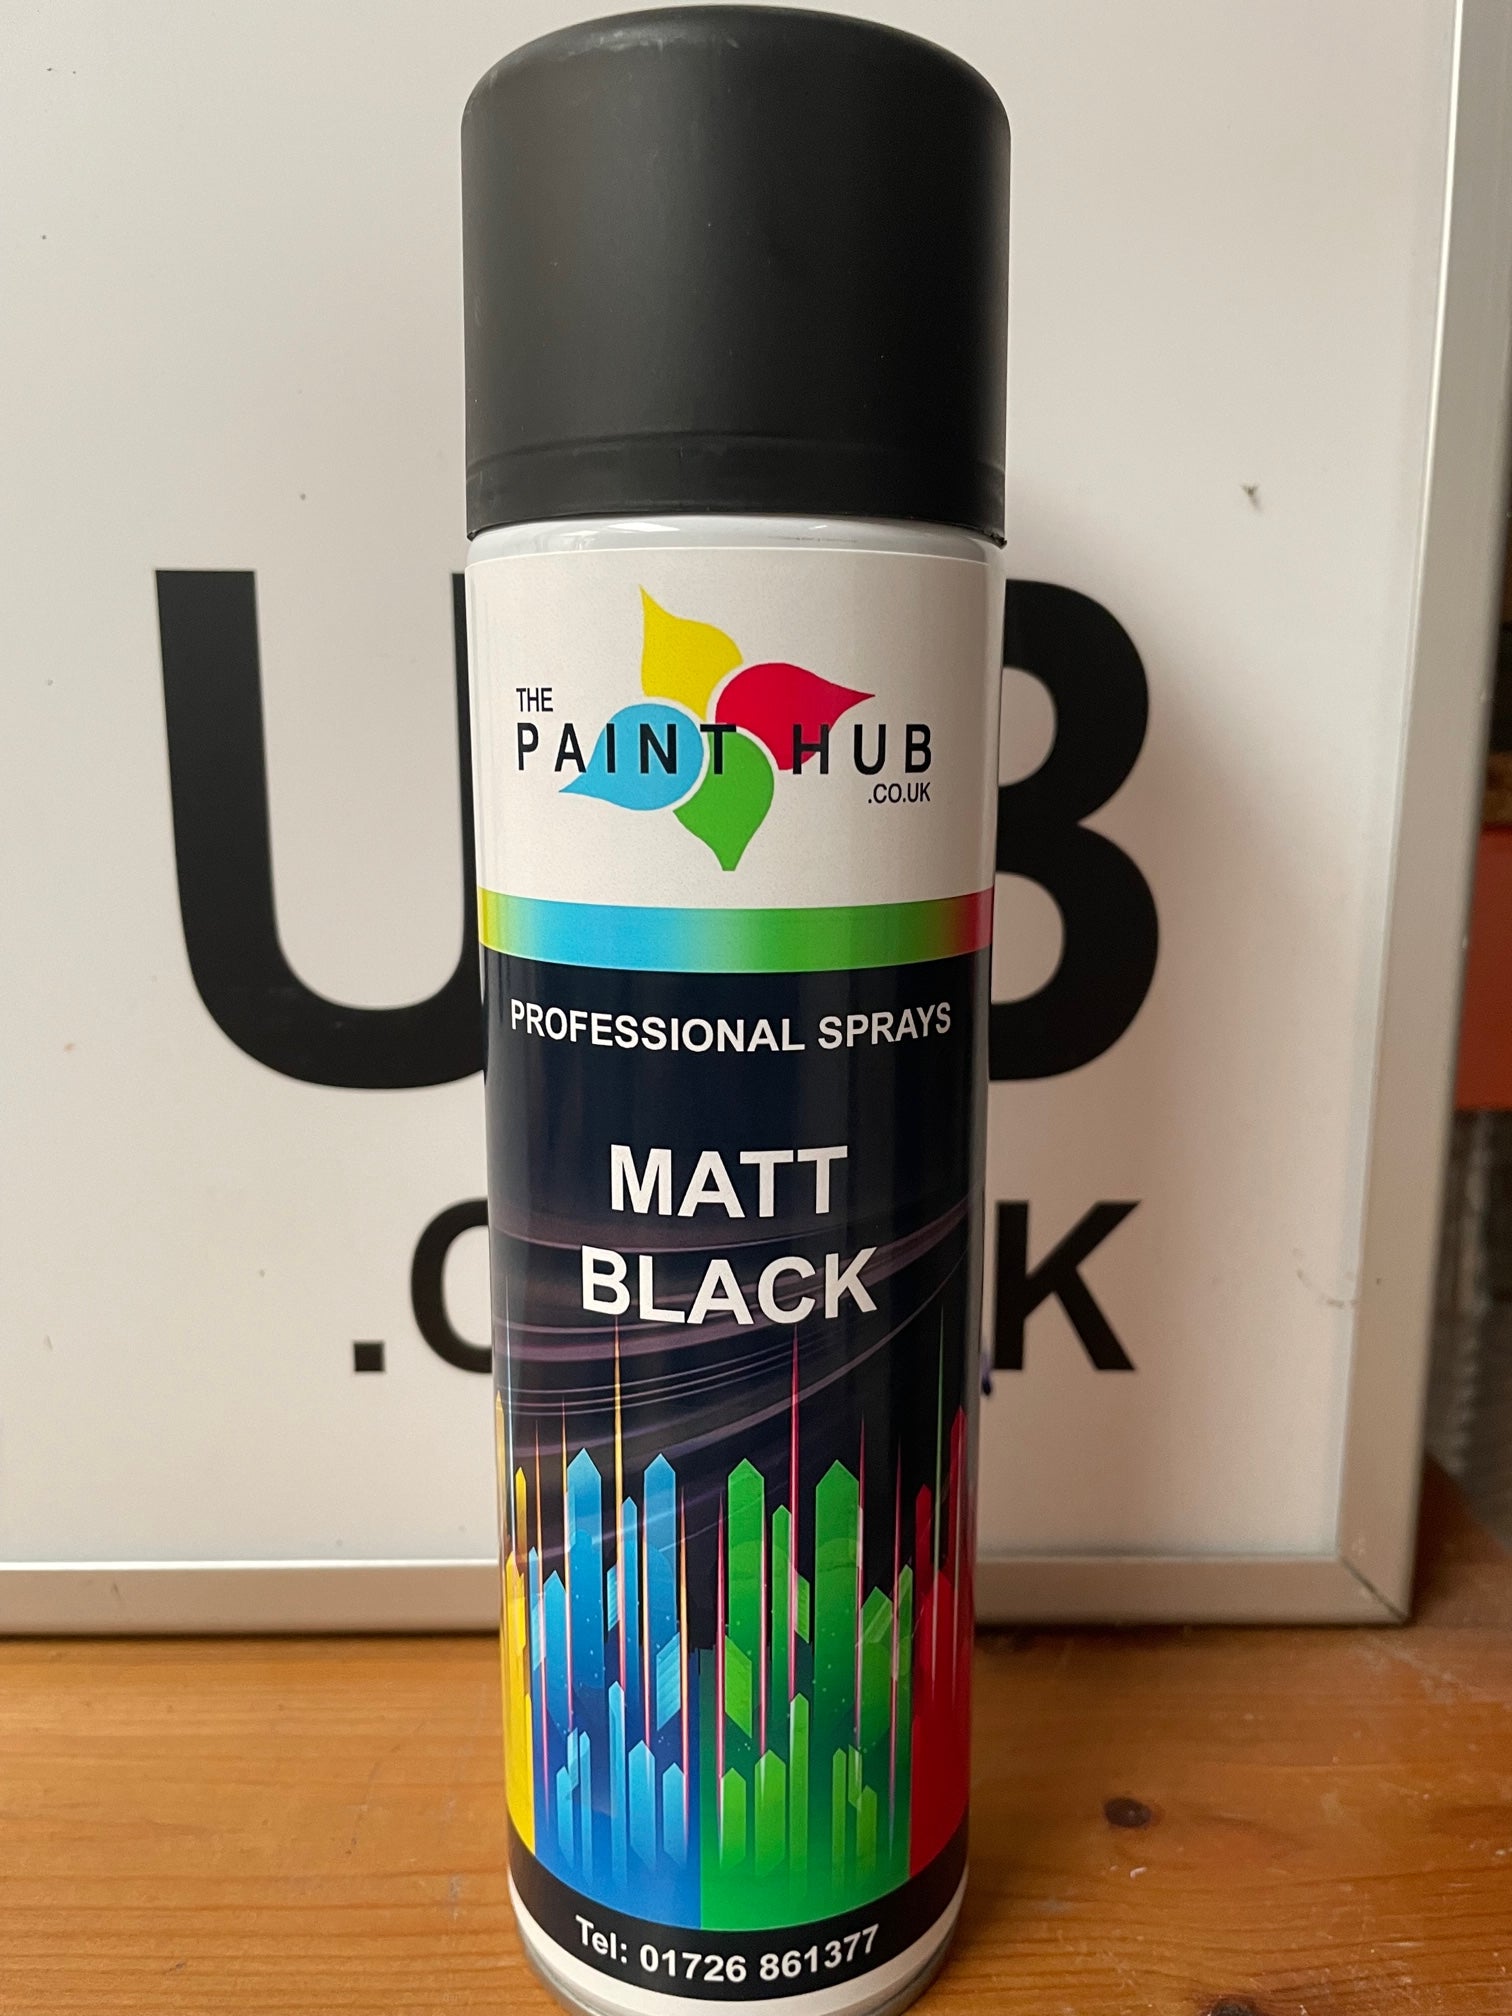 THE
PAINT HUB
.CO.UK
PROFESSIONAL SPRAYS
MATT
BLACK
Tel: 01726 861377